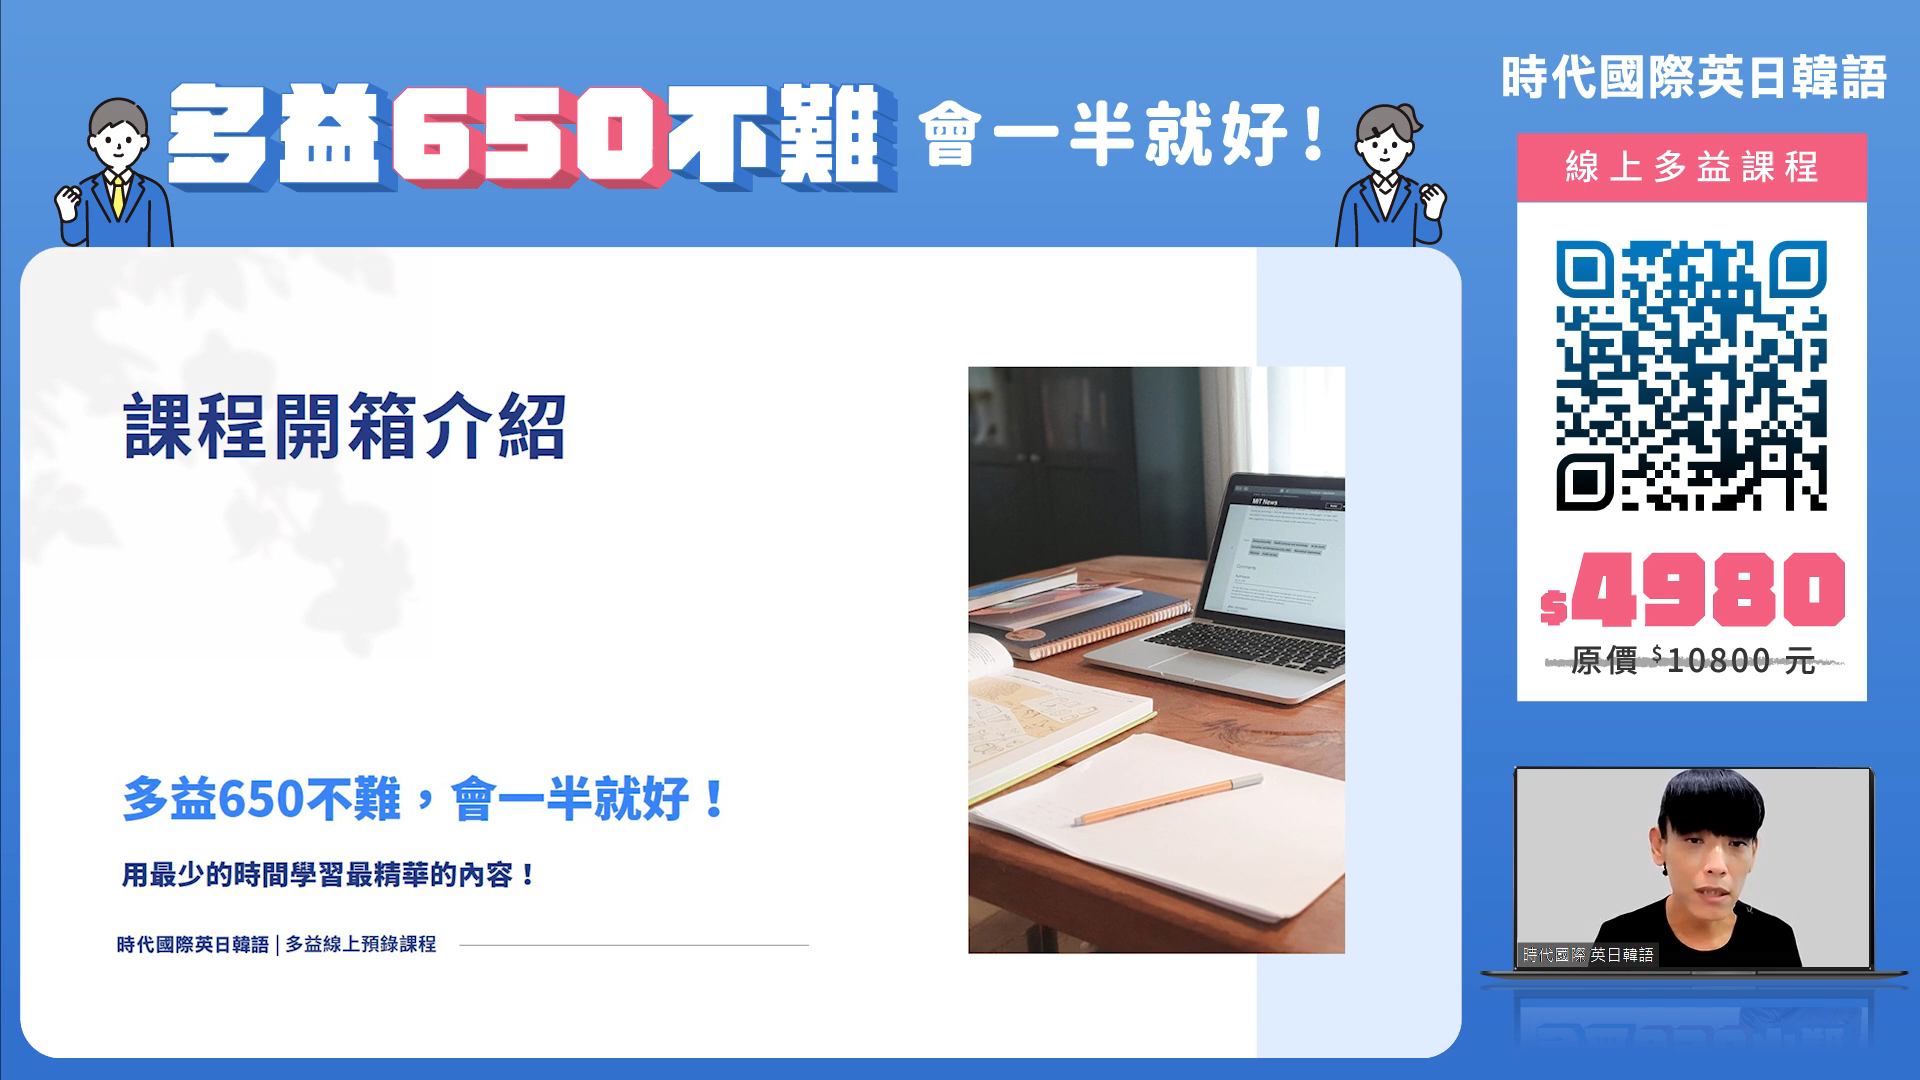 多益650不難 會一半就好！
時代國際英日韓語
線上多益課程
$4980
原價 $10800 元
課程開箱介紹
MIT News
多益650不難，會一半就好！
用最少的時間學習最精華的內容！
時代國際英日韓語 | 多益線上預錄課程
時代國際 英日韓語